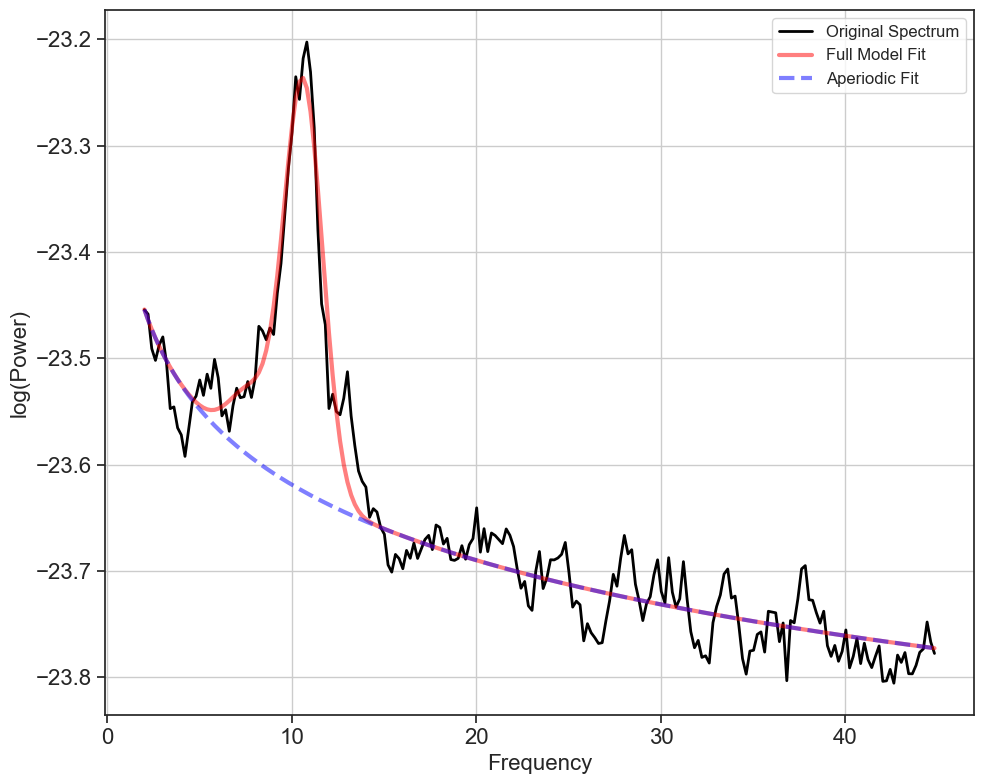 Original Spectrum
Full Model Fit
Aperiodic Fit
−23.2
−23.3
−23.4
−23.5
−23.6
−23.7
−23.8
log(Power)
0 10 20 30 40
Frequency